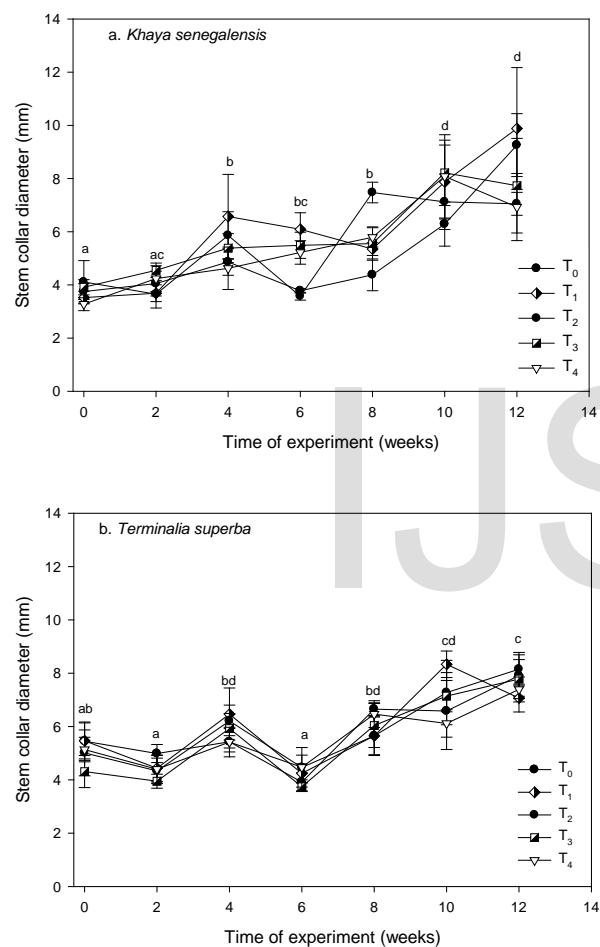 a. Khaya senegalensis
Stem collar diameter (mm)
14
12
10
8
6
4
2
0
a
ac
b
bc
b
d
d
T0
T1
T2
T3
T4
0 2 4 6 8 10 12 14
Time of experiment (weeks)
IJS
b. Terminalia superba
Stem collar diameter (mm)
14
12
10
8
6
4
2
0
ab
a
bd
a
bd
cd
c
T0
T1
T2
T3
T4
0 2 4 6 8 10 12 14
Time of experiment (weeks)